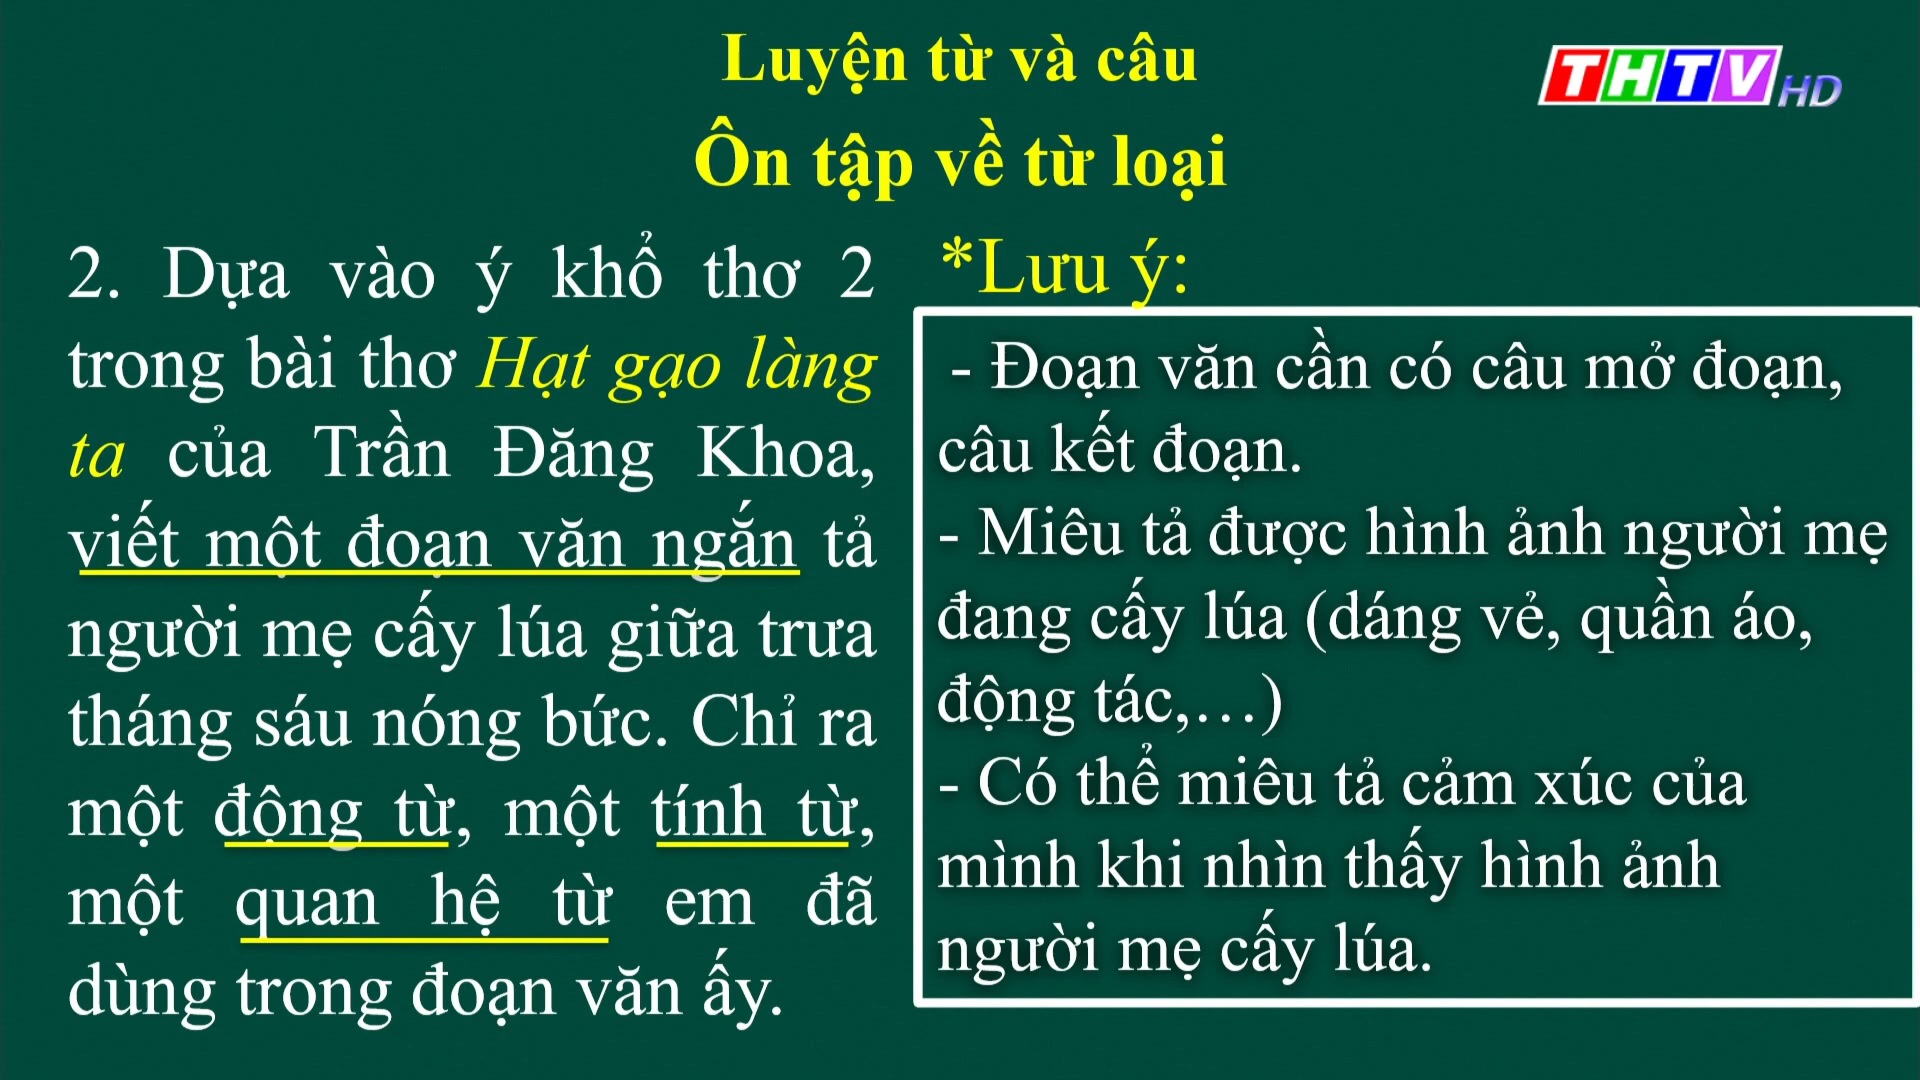 Luyện từ và câu
THTV HD
Ôn tập về từ loại
2. Dựa vào ý khổ thơ 2
trong bài thơ Hạt gạo làng
ta của Trần Đăng Khoa,
viết một đoạn văn ngắn tả
người mẹ cấy lúa giữa trưa
tháng sáu nóng bức. Chỉ ra
một động từ, một tính từ,
một quan hệ từ em đã
dùng trong đoạn văn ấy.
*Lưu ý:
- Đoạn văn cần có câu mở đoạn,
câu kết đoạn.
- Miêu tả được hình ảnh người mẹ
đang cấy lúa (dáng vẻ, quần áo,
động tác,…)
- Có thể miêu tả cảm xúc của
mình khi nhìn thấy hình ảnh
người mẹ cấy lúa.